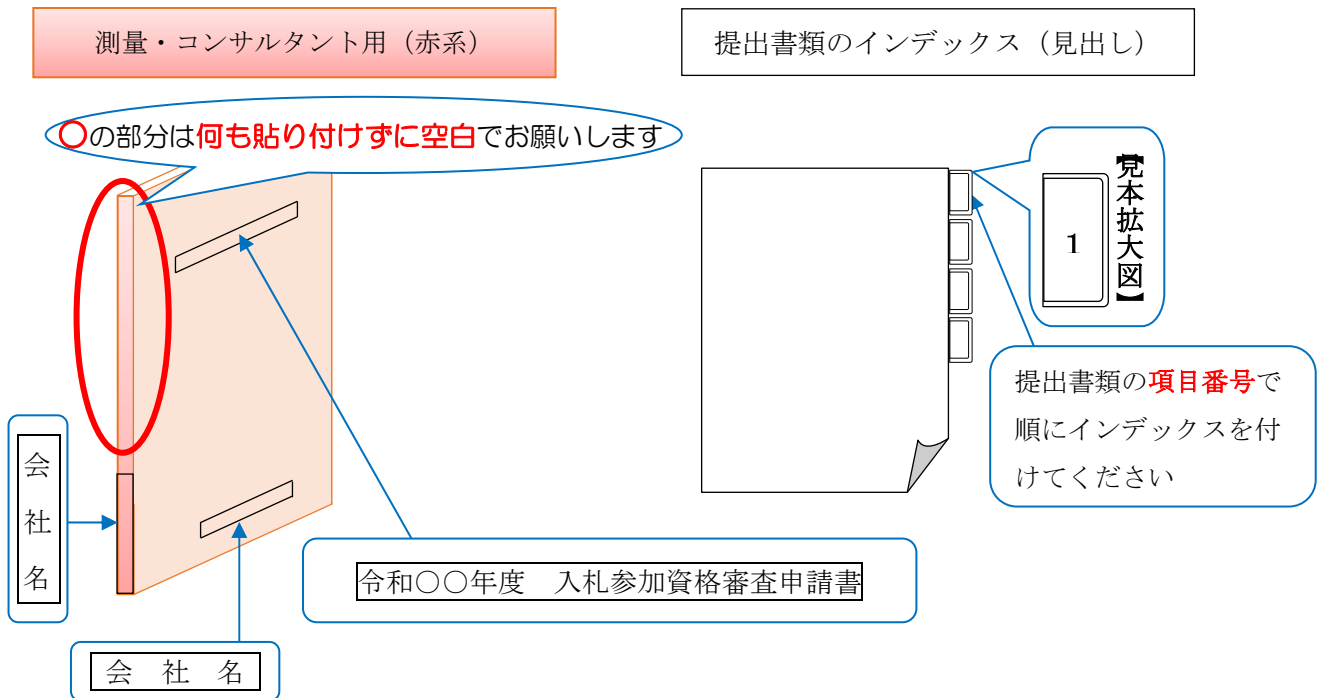 測量・コンサルタント用（赤系）
提出書類のインデックス（見出し）
〇の部分は何も貼り付けずに空白でお願いします
【見本拡大図】
1
提出書類の項目番号で
順にインデックスを付
けてください
会社名
令和〇〇年度　入札参加資格審査申請書
会　社　名